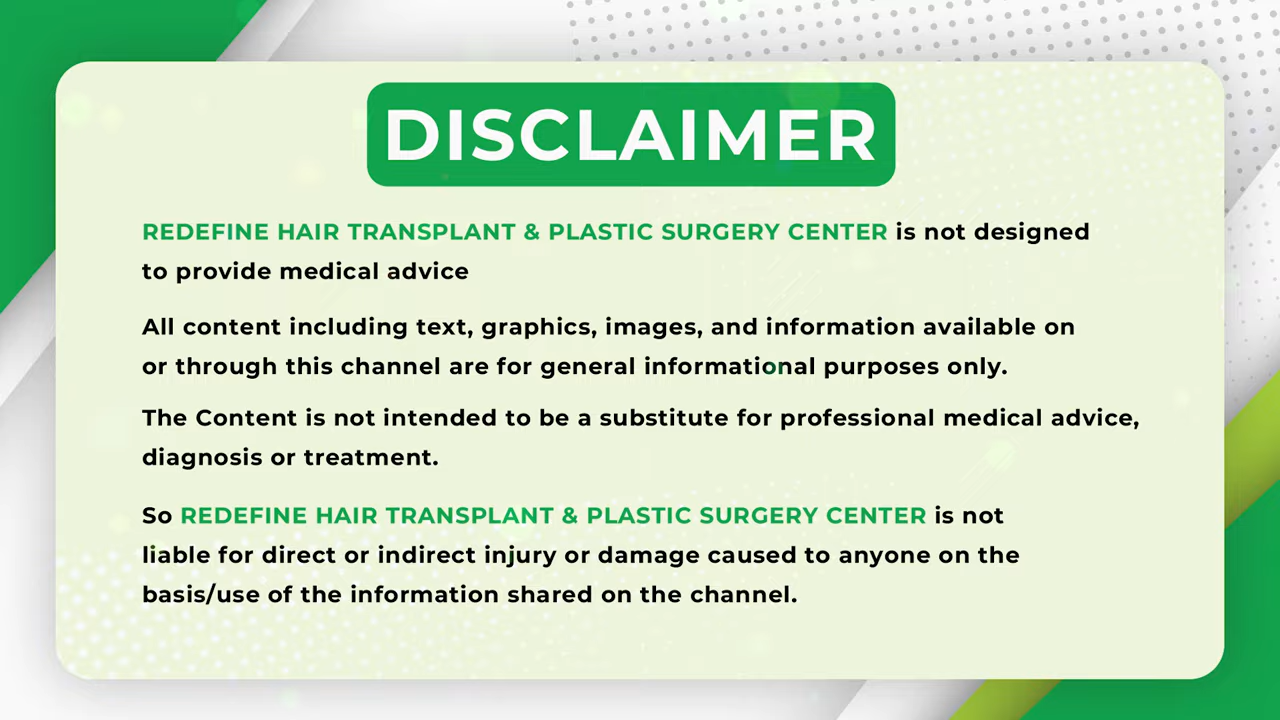 DISCLAIMER
REDEFINE HAIR TRANSPLANT & PLASTIC SURGERY CENTER is not designed
to provide medical advice
All content including text, graphics, images, and information available on
or through this channel are for general informational purposes only.
The Content is not intended to be a substitute for professional medical advice,
diagnosis or treatment.
So REDEFINE HAIR TRANSPLANT & PLASTIC SURGERY CENTER is not
liable for direct or indirect injury or damage caused to anyone on the
basis/use of the information shared on the channel.